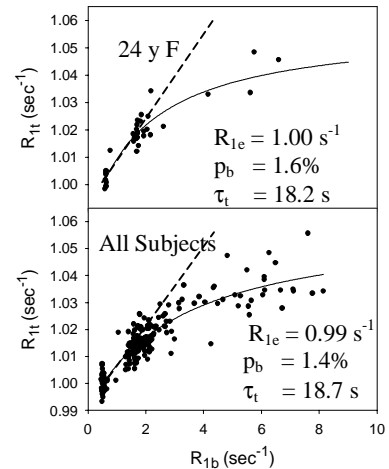 1.06
1.05
1.04
1.03
1.02
1.01
1.00
R1t (sec-1)
24 y F
R1e = 1.00 s-1
pb = 1.6%
τt = 18.2 s
1.06
1.05
1.04
1.03
1.02
1.01
1.00
0.99
R1t (sec-1)
All Subjects
R1e = 0.99 s-1
pb = 1.4%
τt = 18.7 s
0 2 4 6 8 10
R1b (sec-1)